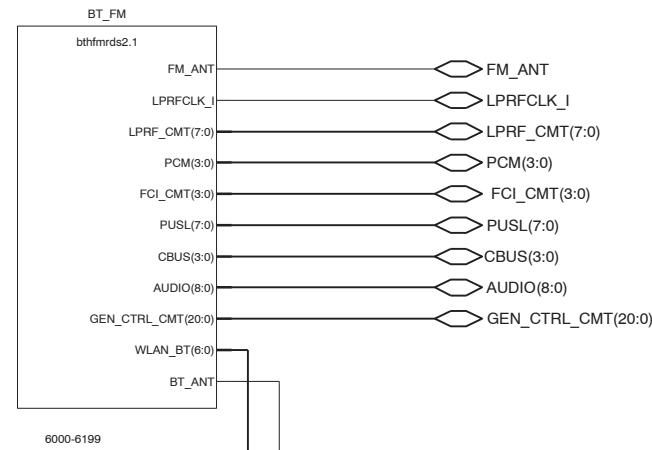 BT_FM
bthfmrds2.1
FM_ANT FM_ANT
LPRFCLK_I LPRFCLK_I
LPRF_CMT(7:0) LPRF_CMT(7:0)
PCM(3:0) PCM(3:0)
FCI_CMT(3:0) FCI_CMT(3:0)
PUSL(7:0) PUSL(7:0)
CBUS(3:0) CBUS(3:0)
AUDIO(8:0) AUDIO(8:0)
GEN_CTRL_CMT(20:0) GEN_CTRL_CMT(20:0)
WLAN_BT(6:0)
BT_ANT
6000-6199